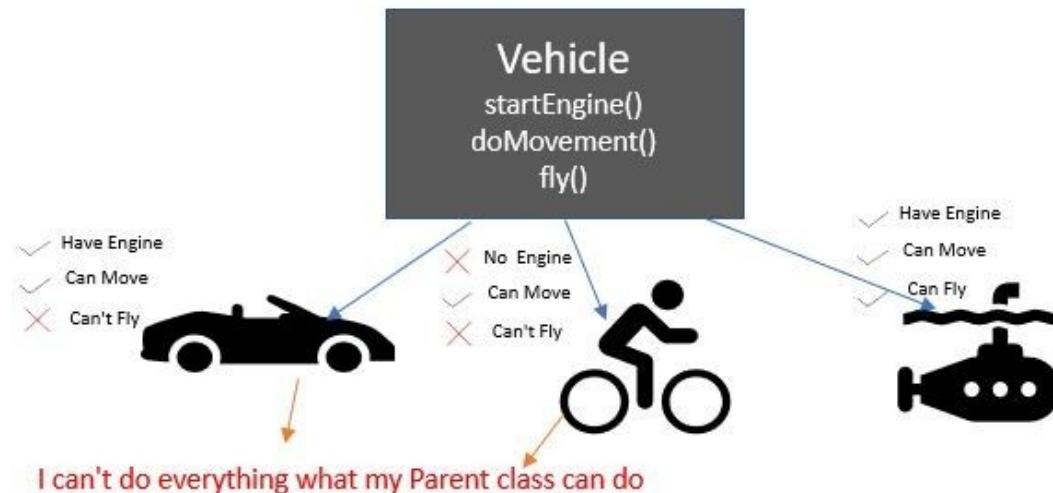 Vehicle
startEngine()
doMovement()
fly()
Have Engine
Can Move
Can't Fly
No Engine
Can Move
Can't Fly
Have Engine
Can Move
Can Fly
I can't do everything what my Parent class can do